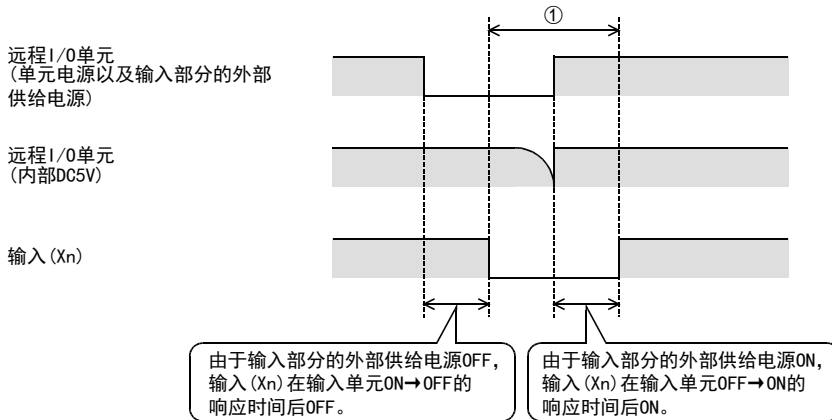 ①
远程I/O单元
(单元电源以及输入部分的外部
供给电源)
远程I/O单元
(内部DC5V)
输入(Xn)
由于输入部分的外部供给电源OFF,
输入(Xn)在输入单元ON→OFF的
响应时间后OFF。
由于输入部分的外部供给电源ON,
输入(Xn)在输入单元OFF→ON的
响应时间后ON。